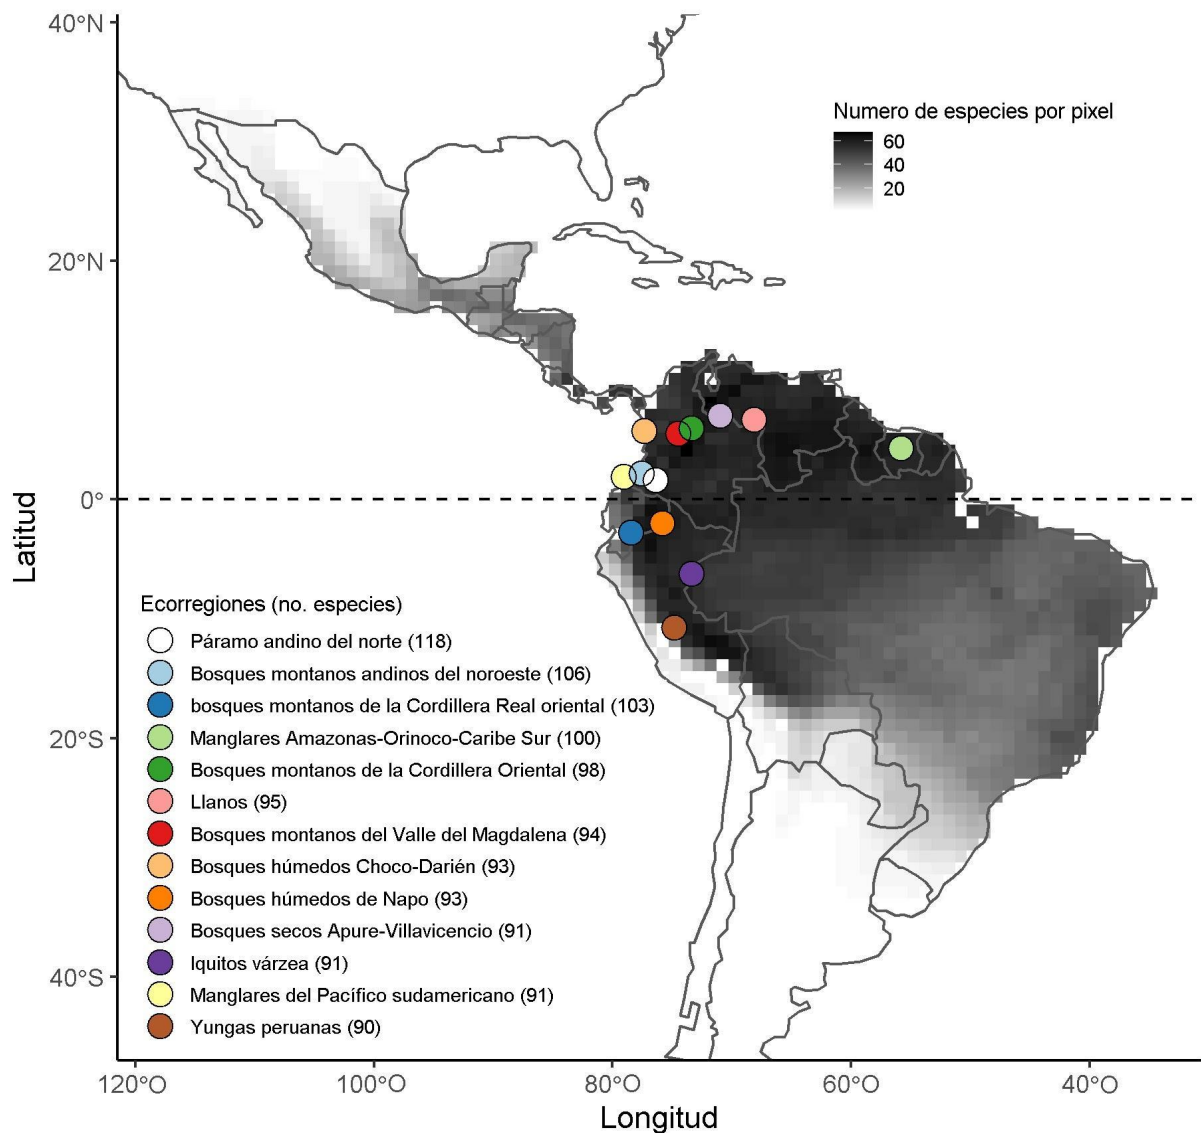 40°N
20°N
0°
20°S
40°S
Latitud
Numero de especies por pixel
60
40
20
Ecorregiones (no. especies)
Páramo andino del norte (118)
Bosques montanos andinos del noroeste (106)
bosques montanos de la Cordillera Real oriental (103)
Manglares Amazonas-Orinoco-Caribe Sur (100)
Bosques montanos de la Cordillera Oriental (98)
Llanos (95)
Bosques montanos del Valle del Magdalena (94)
Bosques húmedos Choco-Darién (93)
Bosques húmedos de Napo (93)
Bosques secos Apure-Villavicencio (91)
Iquitos várzea (91)
Manglares del Pacífico sudamericano (91)
Yungas peruanas (90)
120°O 100°O 80°O 60°O 40°O
Longitud